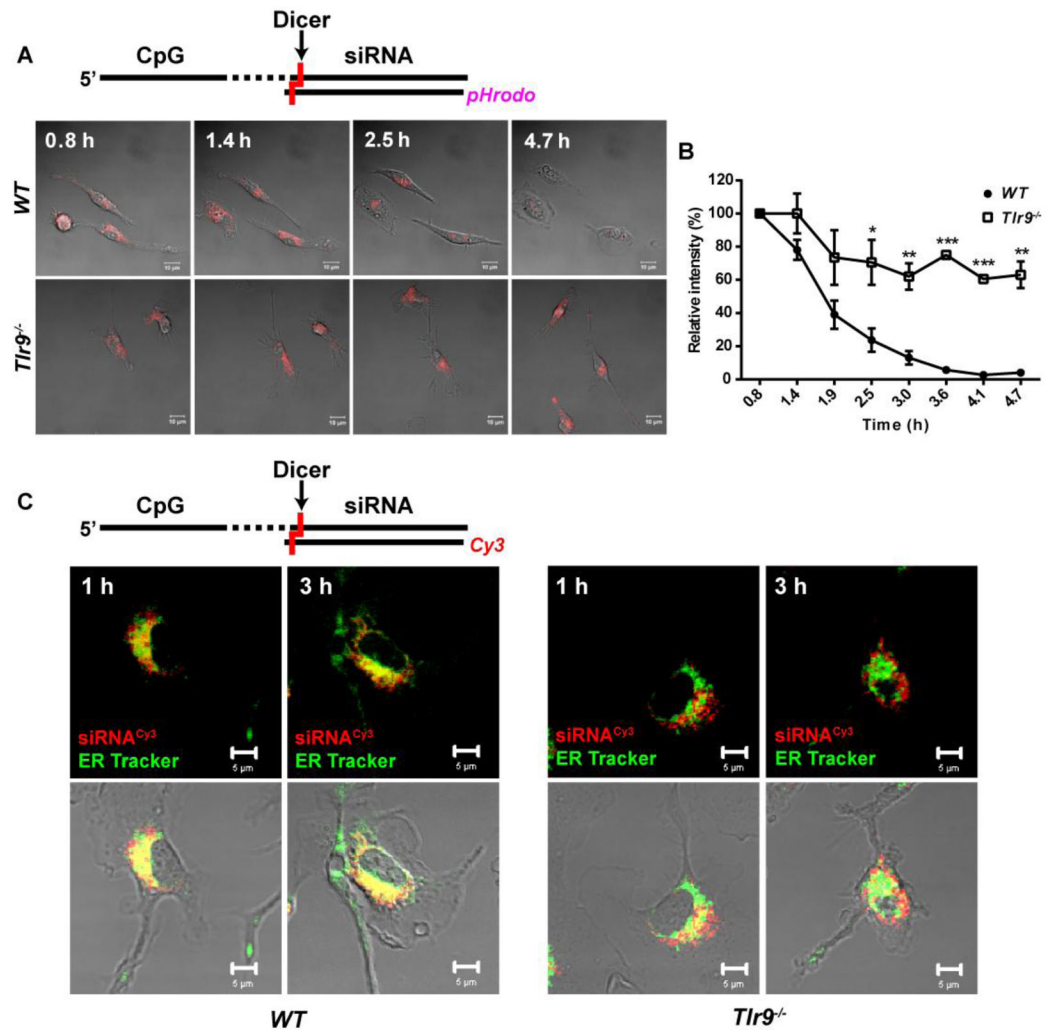 A
Dicer
CpG
siRNA
5’
pHrodo
0.8 h
1.4 h
2.5 h
4.7 h
WT
10 μm
10 μm
10 μm
10 μm
Tlr9-/-
10 μm
10 μm
10 μm
10 μm
B
WT
Tlr9-/-
Relative intensity (%)
120
100
80
60
40
20
0
*
**
***
***
**
0.8
1.4
1.9
2.5
3.0
3.6
4.1
4.7
Time (h)
C
Dicer
CpG
siRNA
5’
Cy3
1 h
3 h
1 h
3 h
siRNACy3
ER Tracker
5 μm
siRNACy3
ER Tracker
5 μm
siRNACy3
ER Tracker
5 μm
siRNACy3
ER Tracker
5 μm
5 μm
5 μm
5 μm
5 μm
WT
Tlr9-/-